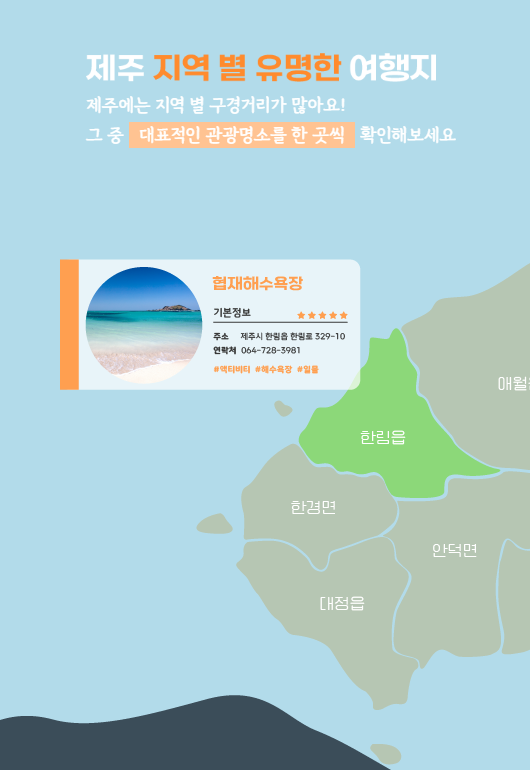 제주 지역 별 유명한 여행지
제주에는 지역 별 구경거리가 많아요!
그 중 대표적인 관광명소를 한 곳씩 확인해보세요
협재해수욕장
기본정보 ★★★★★
주소 제주시 한림읍 한림로 329-10
연락처 064-728-3981
#액티비티 #해수욕장 #일몰
애월
한림읍
한경면
안덕면
대정읍